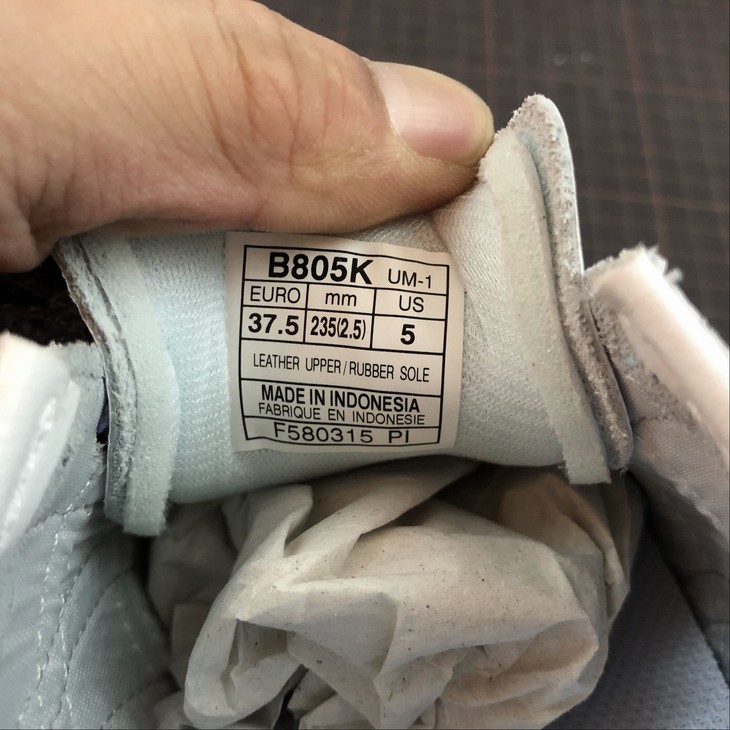 B805K UM-1
EURO mm US
37.5 235(2.5) 5
LEATHER UPPER/RUBBER SOLE
MADE IN INDONESIA
FABRIQUE EN INDONESIE
F580315 PI